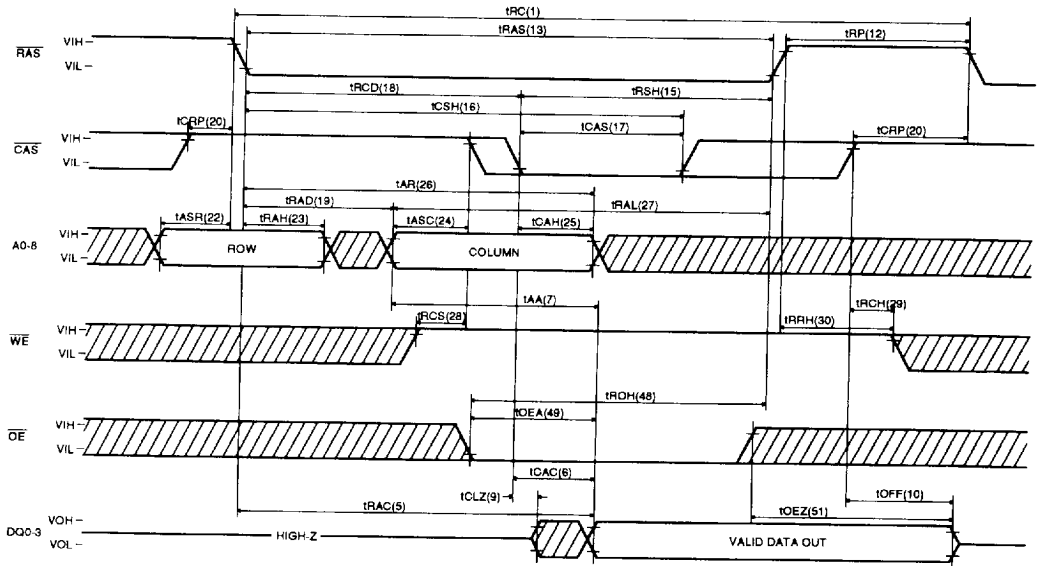 tRC(1)
tRAS(13)
tRP(12)
RAS
VIH
VIL
tRCD(18)
tRSH(15)
tCSH(16)
tCRP(20)
tCAS(17)
tCRP(20)
CAS
VIH
VIL
tAR(26)
tRAD(19)
tRAL(27)
tASR(22)
tRAH(23)
tASC(24)
tCAH(25)
A0-8
VIH
VIL
ROW
COLUMN
tAA(7)
tRCS(28)
tRCH(29)
tRRH(30)
WE
VIH
VIL
tROH(48)
tOEA(49)
OE
VIH
VIL
tCAC(6)
tCLZ(9)
tOFF(10)
tRAC(5)
tOEZ(51)
DQ0-3
VOH
VOL
HIGH-Z
VALID DATA OUT